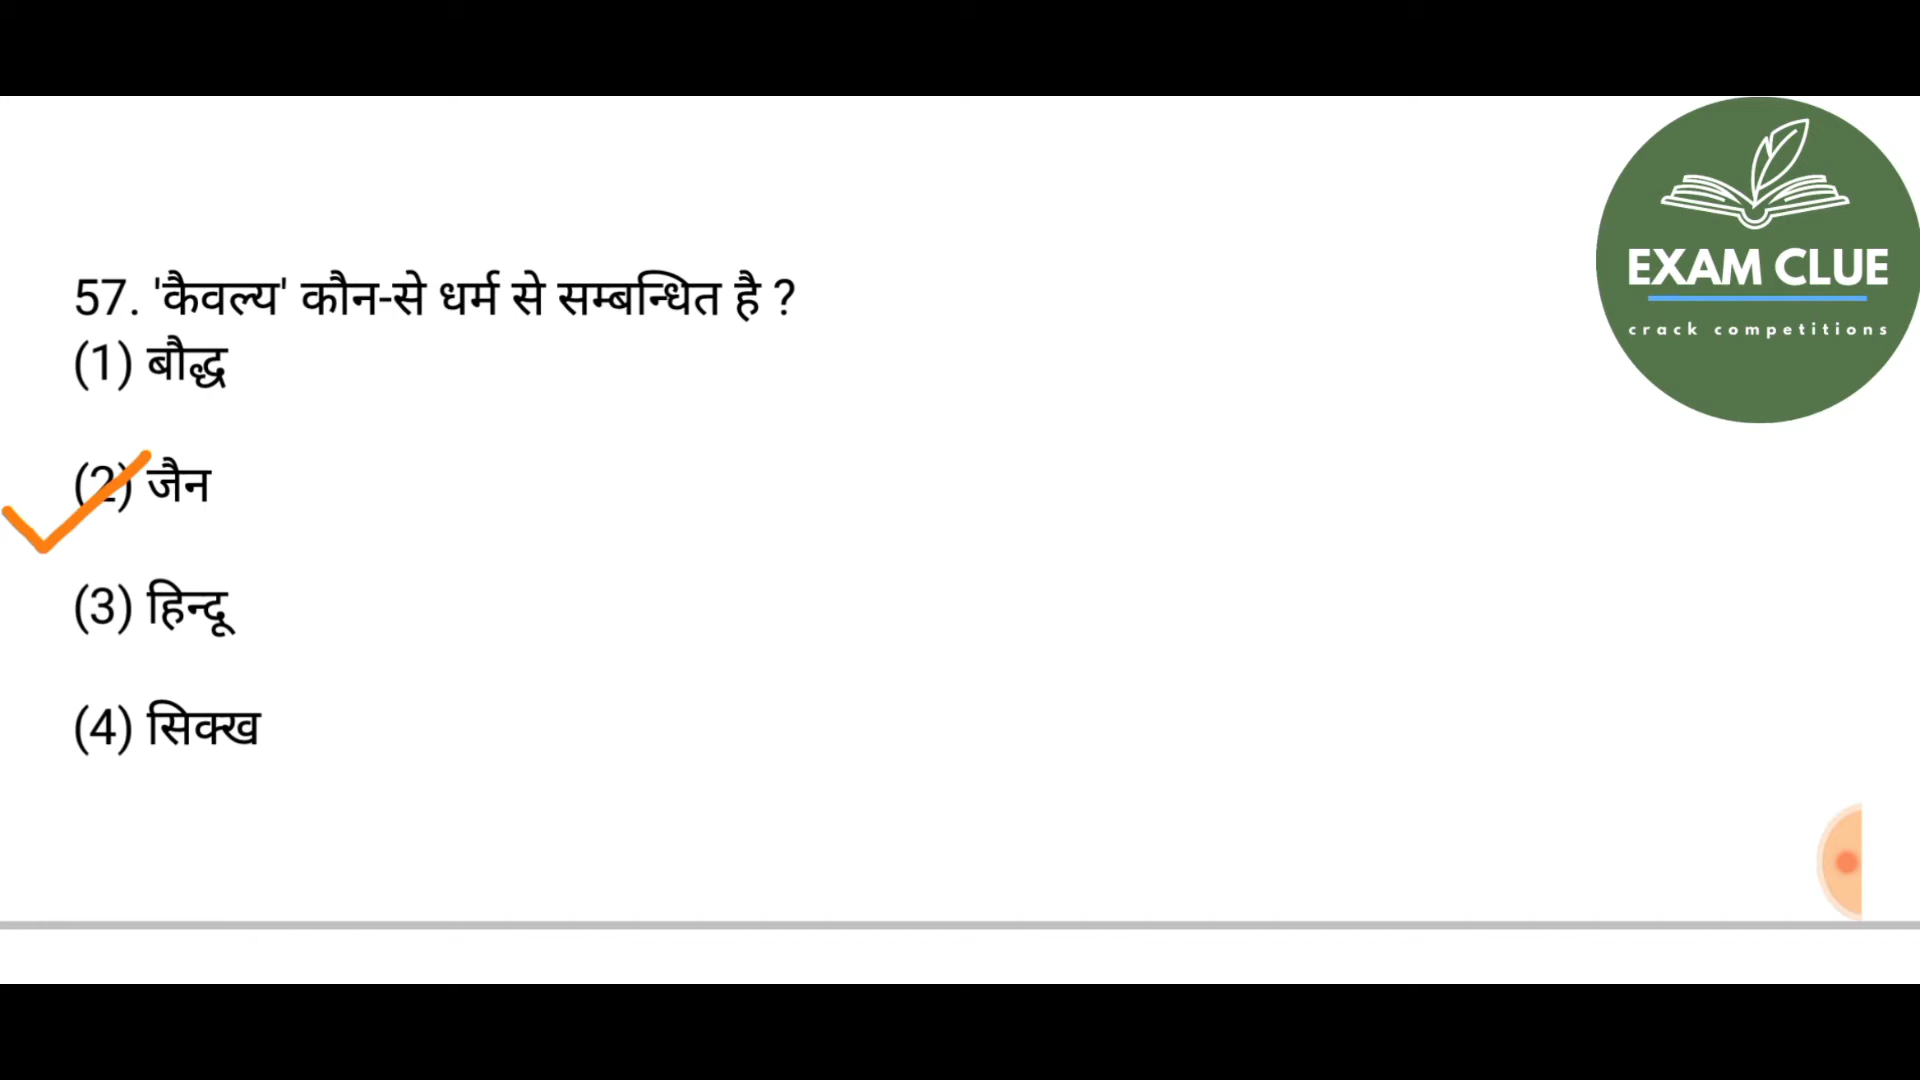 EXAM CLUE
crack competitions
57. 'कैवल्य' कौन-से धर्म से सम्बन्धित है ?
(1) बौद्ध
(2) जैन
(3) हिन्दू
(4) सिक्ख